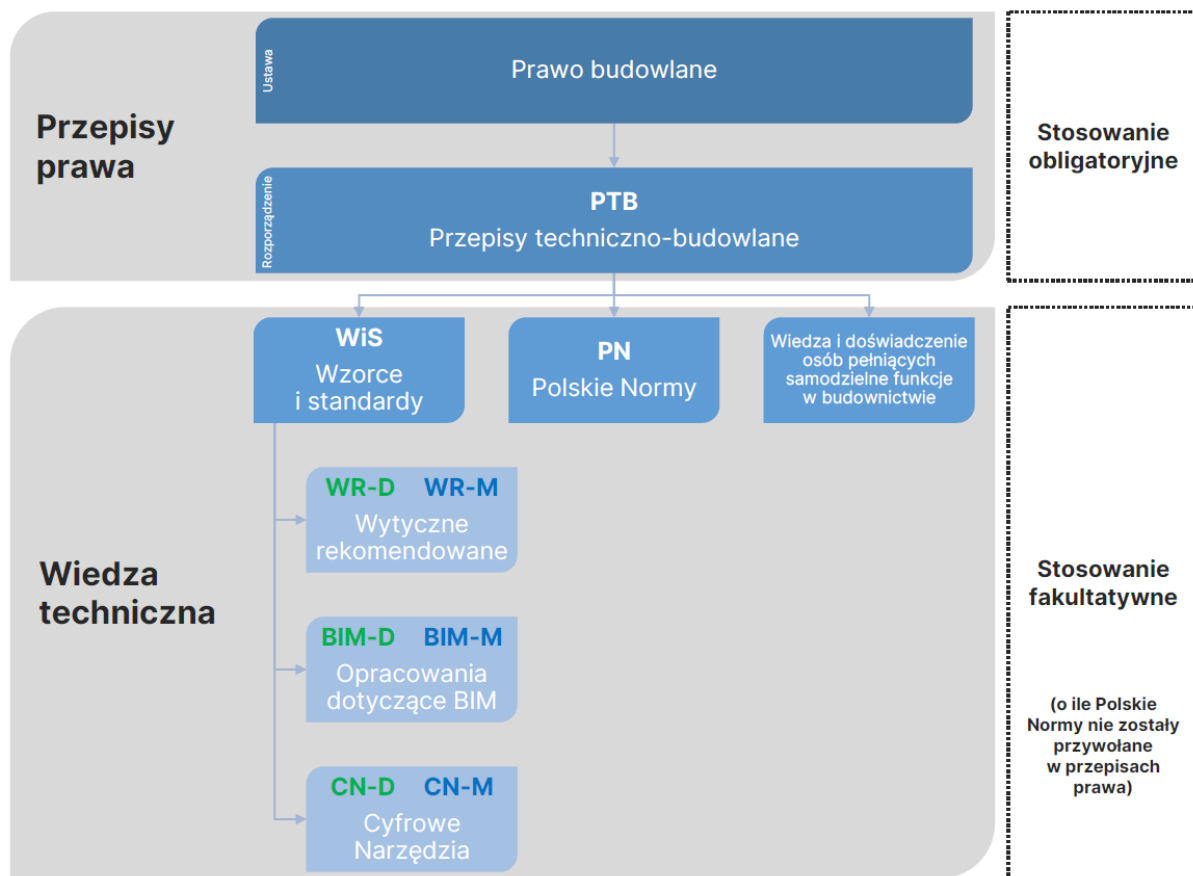 Przepisy
prawa
Ustawa
Prawo budowlane
Rozporządzenie
PTB
Przepisy techniczno-budowlane
Stosowanie
obligatoryjne
Wiedza
techniczna
WiS
Wzorce
i standardy
PN
Polskie Normy
Wiedza i doświadczenie
osób pełniących
samodzielne funkcje
w budownictwie
WR-D WR-M
Wytyczne
rekomendowane
BIM-D BIM-M
Opracowania
dotyczące BIM
CN-D CN-M
Cyfrowe
Narzędzia
Stosowanie
fakultatywne
(o ile Polskie
Normy nie zostały
przywołane
w przepisach
prawa)